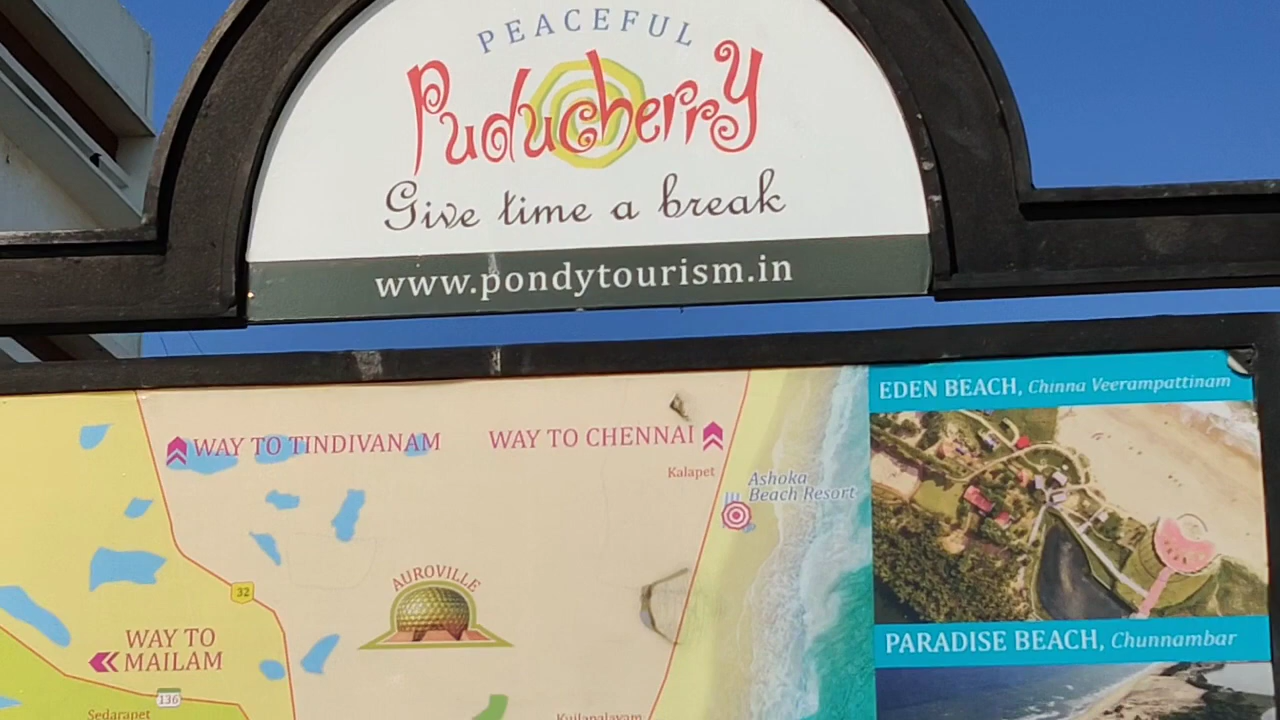 PEACEFUL
Puducherry
Give time a break
www.pondytourism.in
WAY TO TINDIVANAM
WAY TO CHENNAI
Kalapet
Ashoka
Beach Resort
AUROVILLE
32
WAY TO
MAILAM
136
Sedarapet
Kuilapalayam
EDEN BEACH, Chinna Veerampattinam
PARADISE BEACH, Chunnambar